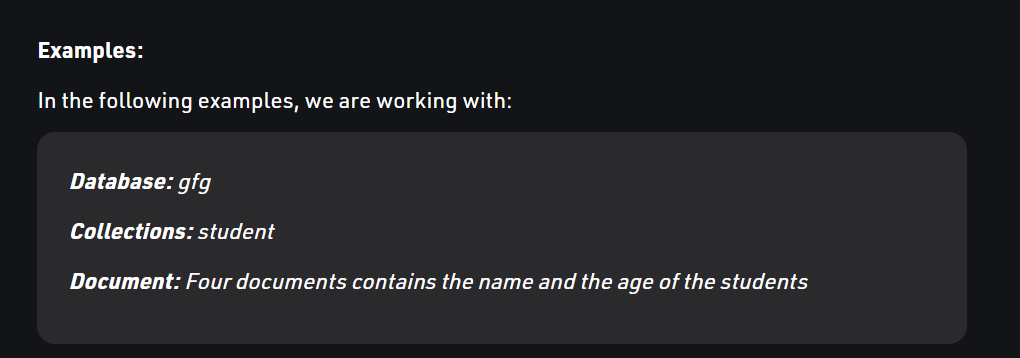 Examples:
In the following examples, we are working with:
Database: gfg
Collections: student
Document: Four documents contains the name and the age of the students